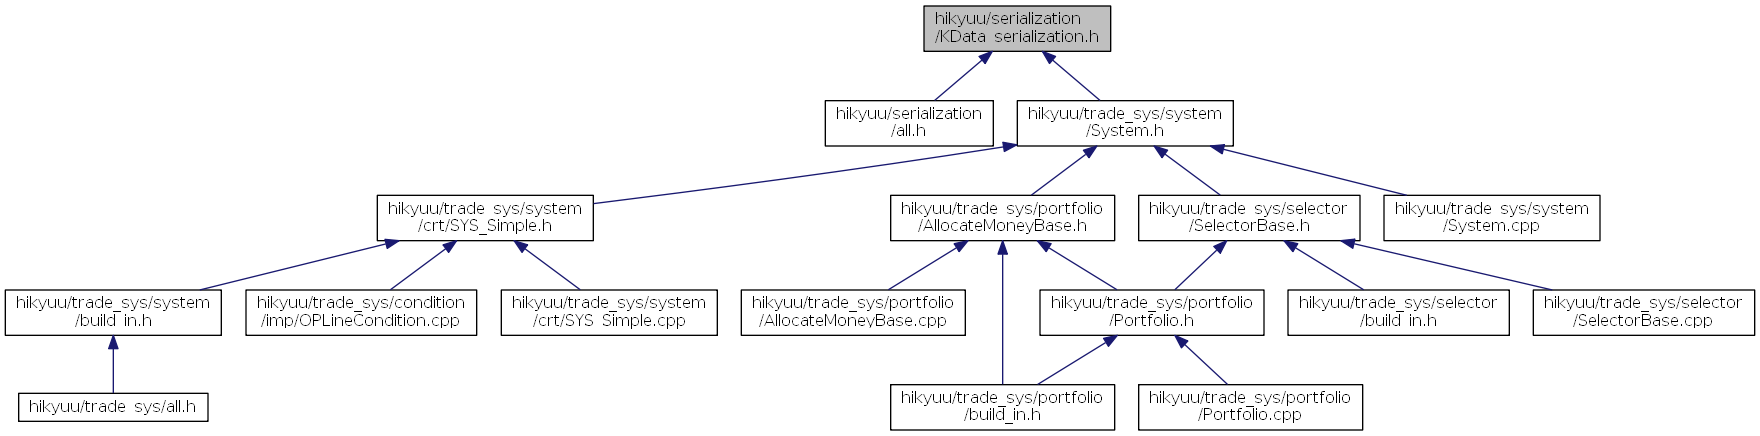 hikyuu/serialization
/KData_serialization.h
hikyuu/serialization
/all.h
hikyuu/trade_sys/system
/System.h
hikyuu/trade_sys/system
/crt/SYS_Simple.h
hikyuu/trade_sys/portfolio
/AllocateMoneyBase.h
hikyuu/trade_sys/selector
/SelectorBase.h
hikyuu/trade_sys/system
/System.cpp
hikyuu/trade_sys/system
/build_in.h
hikyuu/trade_sys/condition
/imp/OPLineCondition.cpp
hikyuu/trade_sys/system
/crt/SYS_Simple.cpp
hikyuu/trade_sys/portfolio
/AllocateMoneyBase.cpp
hikyuu/trade_sys/portfolio
/Portfolio.h
hikyuu/trade_sys/selector
/build_in.h
hikyuu/trade_sys/selector
/SelectorBase.cpp
hikyuu/trade_sys/all.h
hikyuu/trade_sys/portfolio
/build_in.h
hikyuu/trade_sys/portfolio
/Portfolio.cpp